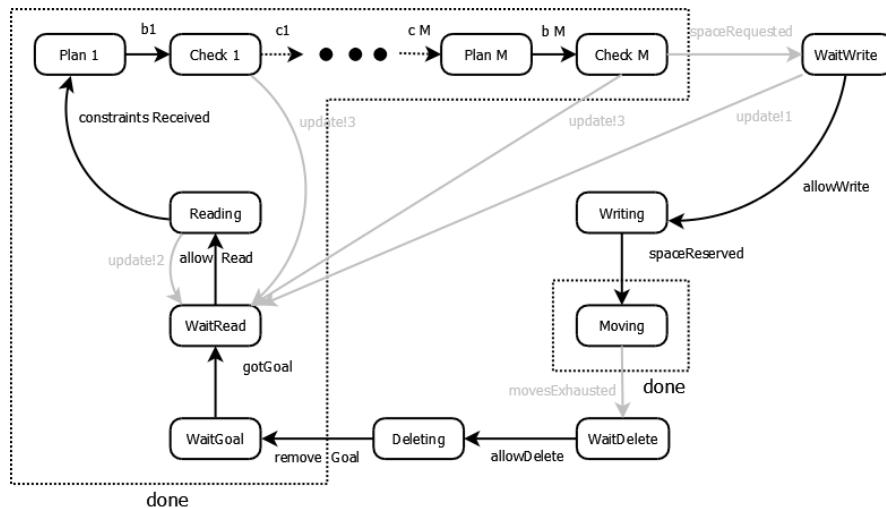 b1
c1
c M
b M
spaceRequested
Plan 1
Check 1
Plan M
Check M
WaitWrite
constraints Received
update!3
update!3
update!1
allowWrite
Reading
Writing
update!2
allow Read
spaceReserved
WaitRead
Moving
gotGoal
movesExhausted
done
WaitGoal
Deleting
WaitDelete
remove Goal
allowDelete
done